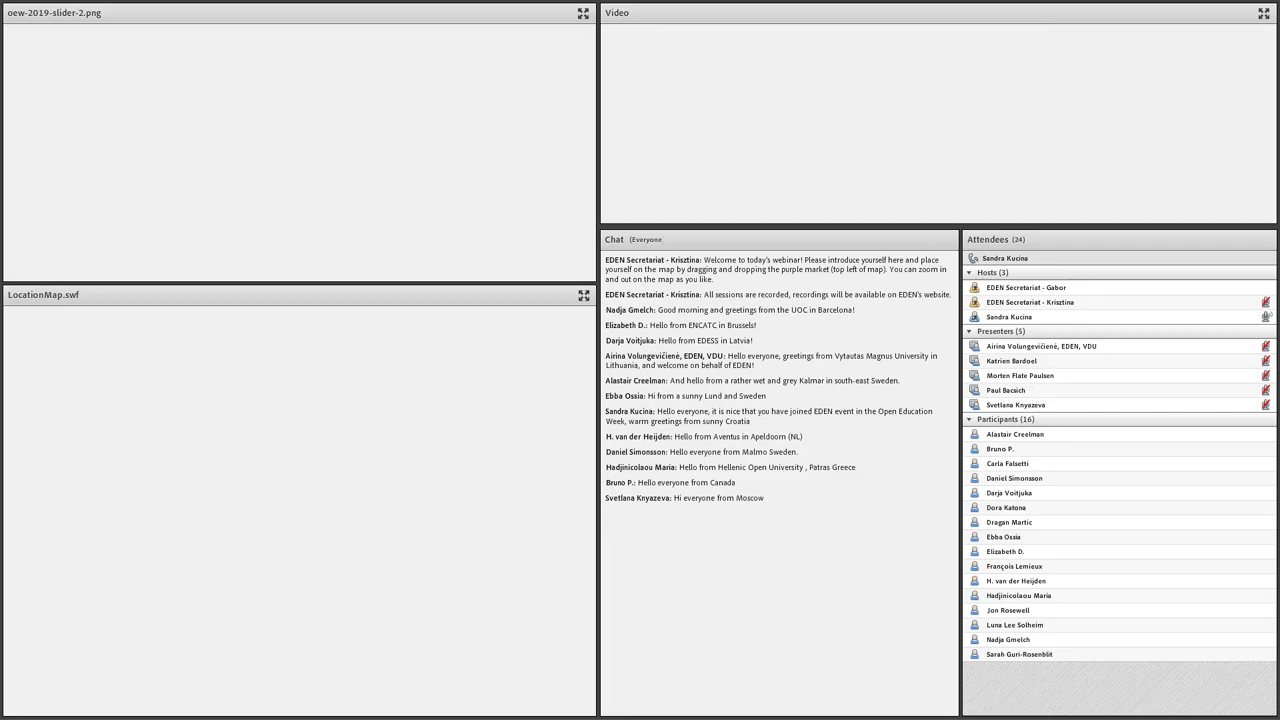 oew-2019-slider-2.png
Video
LocationMap.swf
Chat (Everyone
EDEN Secretariat - Krisztina: Welcome to today's webinar! Please introduce yourself here and place
yourself on the map by dragging and dropping the purple market (top left of map). You can zoom in
and out on the map as you like.
EDEN Secretariat - Krisztina: All sessions are recorded, recordings will be available on EDEN's website.
Nadja Gmelch: Good morning and greetings from the UOC in Barcelona!
Elizabeth D.: Hello from ENCATC in Brussels!
Darja Voitjuka: Hello from EDESS in Latvia!
Airina Volungevičienė, EDEN, VDU: Hello everyone, greetings from Vytautas Magnus University in
Lithuania, and welcome on behalf of EDEN!
Alastair Creelman: And hello from a rather wet and grey Kalmar in south-east Sweden.
Ebba Ossia: Hi from a sunny Lund and Sweden
Sandra Kucina: Hello everyone, it is nice that you have joined EDEN event in the Open Education
Week, warm greetings from sunny Croatia
H. van der Heijden: Hello from Aventus in Apeldoorn (NL)
Daniel Simonsson: Hello everyone from Malmo Sweden.
Hadjinicolaou Maria: Hello from Hellenic Open University , Patras Greece
Bruno P.: Hello everyone from Canada
Svetlana Knyazeva: Hi everyone from Moscow
Attendees (24)
Sandra Kucina
Hosts (3)
EDEN Secretariat - Gabor
EDEN Secretariat - Krisztina
Sandra Kucina
Presenters (5)
Airina Volungevičienė, EDEN, VDU
Katrien Bardoel
Morten Flate Paulsen
Paul Bacsich
Svetlana Knyazeva
Participants (16)
Alastair Creelman
Bruno P.
Carla Falsetti
Daniel Simonsson
Darja Voitjuka
Dora Katona
Dragan Martic
Ebba Ossia
Elizabeth D.
François Lemieux
H. van der Heijden
Hadjinicolaou Maria
Jon Rosewell
Luna Lee Solheim
Nadja Gmelch
Sarah Guri-Rosenblit